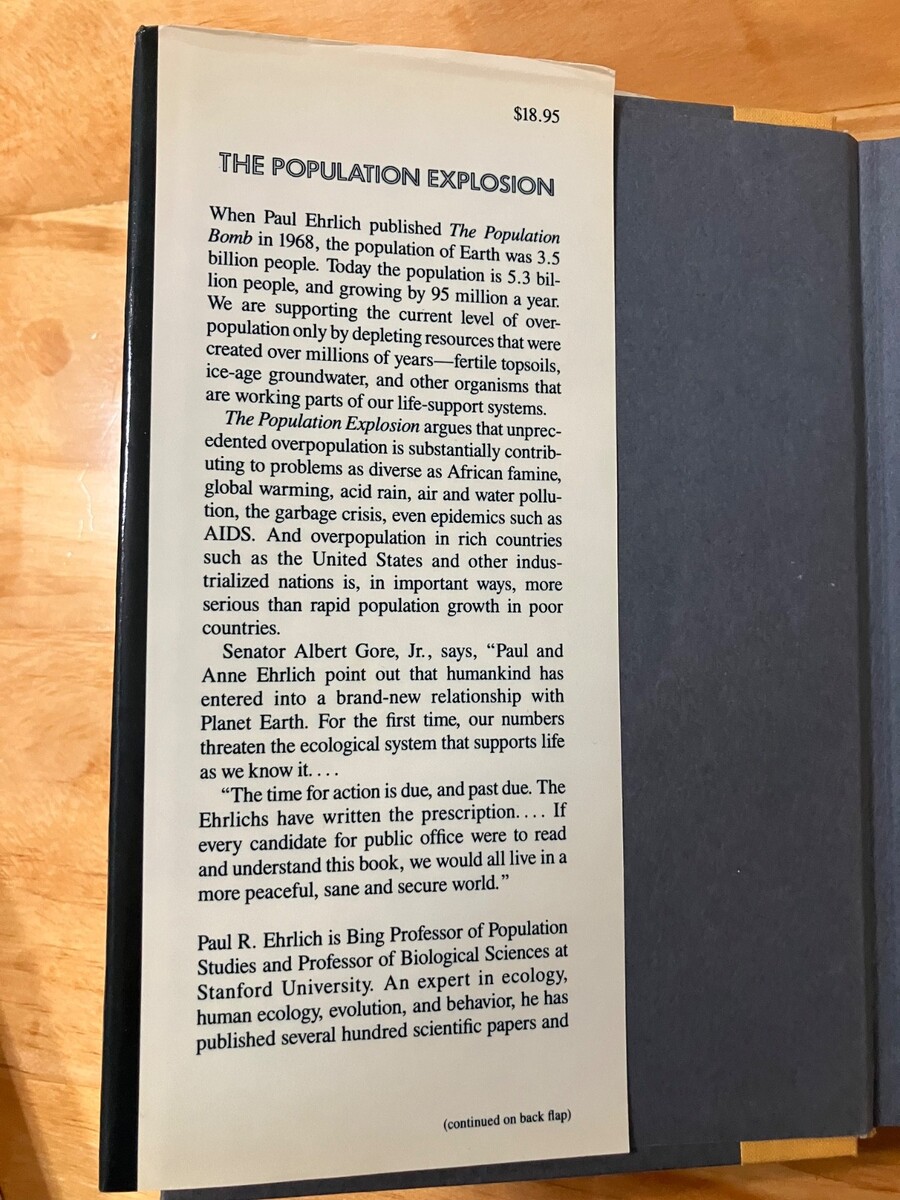 $18.95
THE POPULATION EXPLOSION
When Paul Ehrlich published The Population
Bomb in 1968, the population of Earth was 3.5
billion people. Today the population is 5.3 bil-
lion people, and growing by 95 million a year.
We are supporting the current level of over-
population only by depleting resources that were
created over millions of years—fertile topsoils,
ice-age groundwater, and other organisms that
are working parts of our life-support systems.
The Population Explosion argues that unprec-
edented overpopulation is substantially contrib-
uting to problems as diverse as African famine,
global warming, acid rain, air and water pollu-
tion, the garbage crisis, even epidemics such as
AIDS. And overpopulation in rich countries
such as the United States and other indus-
trialized nations is, in important ways, more
serious than rapid population growth in poor
countries.
Senator Albert Gore, Jr., says, “Paul and
Anne Ehrlich point out that humankind has
entered into a brand-new relationship with
Planet Earth. For the first time, our numbers
threaten the ecological system that supports life
as we know it. . . .
“The time for action is due, and past due. The
Ehrlichs have written the prescription. . . . If
every candidate for public office were to read
and understand this book, we would all live in a
more peaceful, sane and secure world.”
Paul R. Ehrlich is Bing Professor of Population
Studies and Professor of Biological Sciences at
Stanford University. An expert in ecology,
human ecology, evolution, and behavior, he has
published several hundred scientific papers and
(continued on back flap)